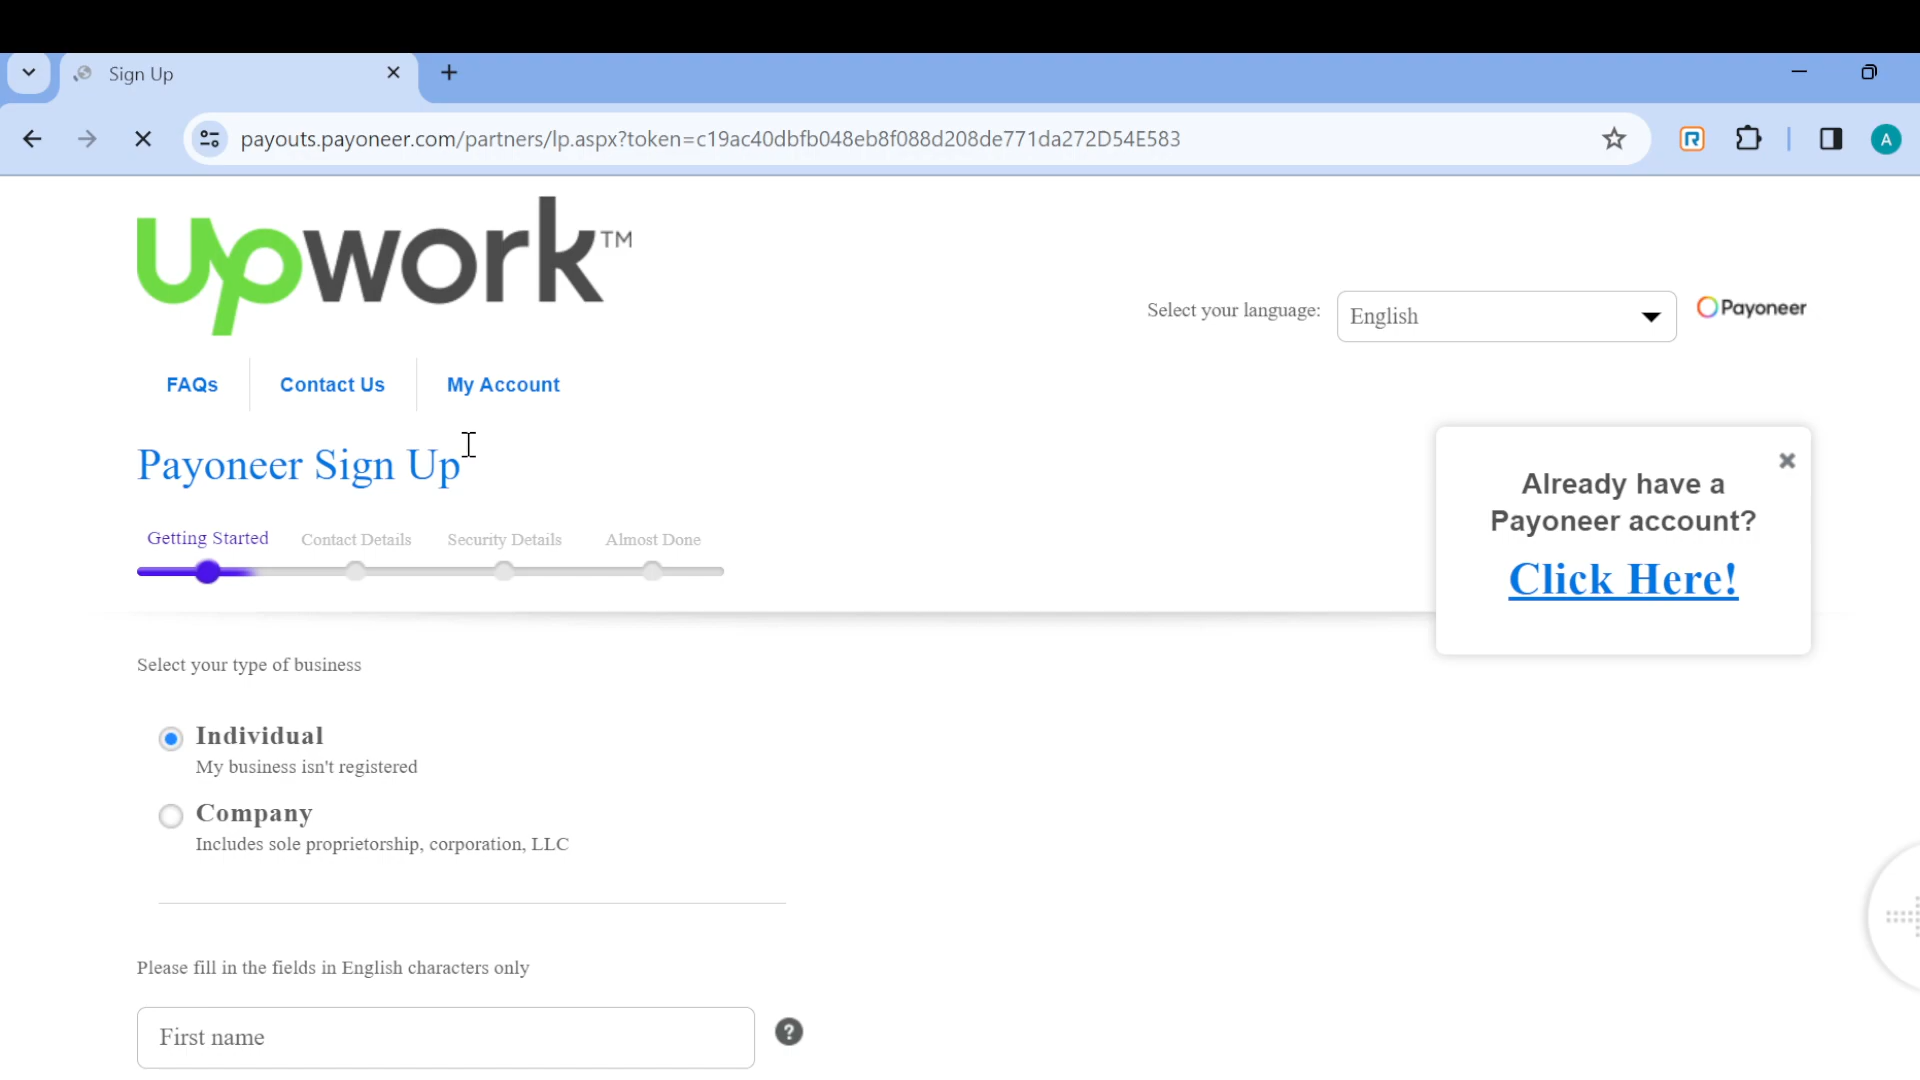 Sign Up
payouts.payoneer.com/partners/lp.aspx?token=c19ac40dbfb048eb8f088d208de771da272D54E583
A
upwork™
Select your language:
English
Payoneer
FAQs
Contact Us
My Account
Payoneer Sign Up
Already have a
Payoneer account?
Click Here!
Getting Started
Contact Details
Security Details
Almost Done
Select your type of business
Individual
My business isn't registered
Company
Includes sole proprietorship, corporation, LLC
Please fill in the fields in English characters only
First name
?